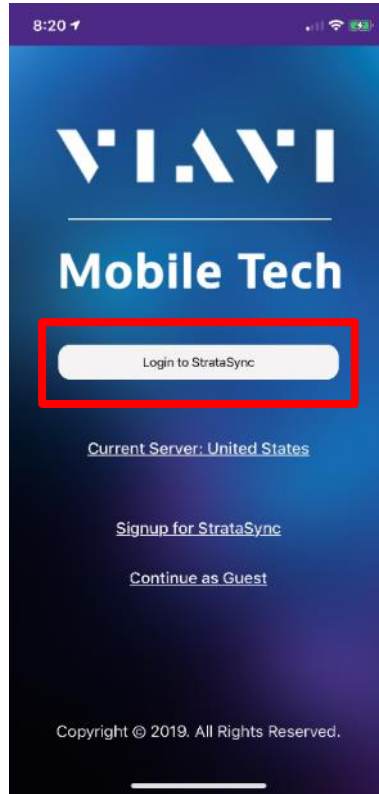 8:20
VIAVI
Mobile Tech
Login to StrataSync
Current Server: United States
Signup for StrataSync
Continue as Guest
Copyright © 2019. All Rights Reserved.